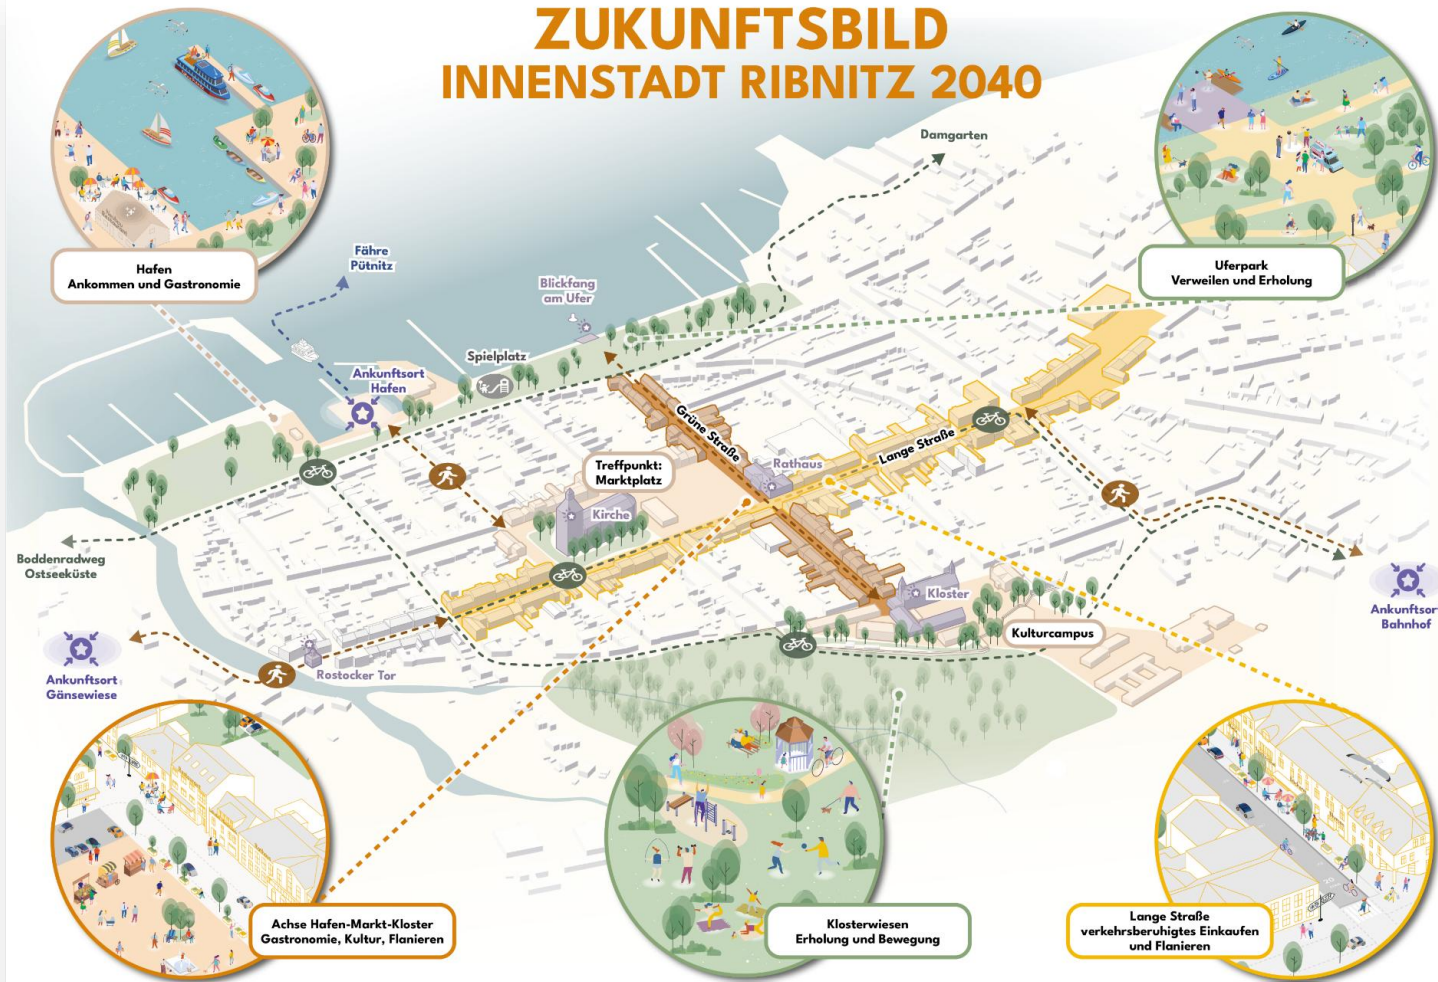 ZUKUNFTSBILD
INNENSTADT RIBNITZ 2040
Damgarten
Fähre
Pütnitz
Hafen
Ankommen und Gastronomie
Uferpark
Verweilen und Erholung
Blickfang
am Ufer
Spielplatz
Ankunftsort
Hafen
Grüne Straße
Lange Straße
Treffpunkt:
Marktplatz
Rathaus
Kirche
Boddenradweg
Ostseeküste
Kloster
Kulturcampus
Ankunftsor
Bahnhof
Ankunftsort
Gänsewiese
Rostocker Tor
Achse Hafen-Markt-Kloster
Gastronomie, Kultur, Flanieren
Klosterwiesen
Erholung und Bewegung
Lange Straße
verkehrsberuhigtes Einkaufen
und Flanieren